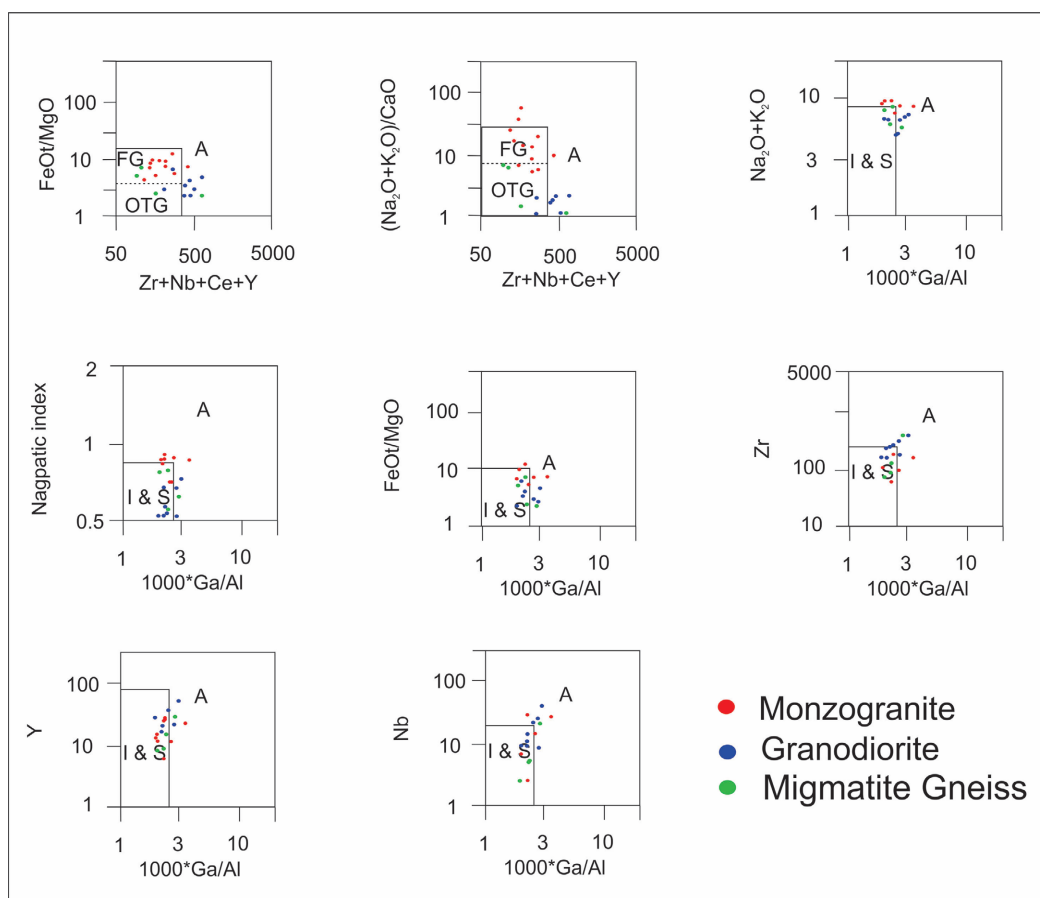 FeOt/MgO
100
10
1
FG
A
OTG
50
500
5000
Zr+Nb+Ce+Y
(Na₂O+K₂O)/CaO
100
10
1
FG
A
OTG
50
500
5000
Zr+Nb+Ce+Y
Na₂O+K₂O
10
3
1
A
I & S
1
3
10
1000*Ga/Al
Nagpatic index
2
1
0.5
A
I & S
1
3
10
1000*Ga/Al
FeOt/MgO
100
10
1
A
I & S
1
3
10
1000*Ga/Al
Zr
5000
100
10
A
I & S
1
3
10
1000*Ga/Al
Y
100
10
1
A
I & S
1
3
10
1000*Ga/Al
Nb
100
10
1
A
I & S
1
3
10
1000*Ga/Al
Monzogranite
Granodiorite
Migmatite Gneiss